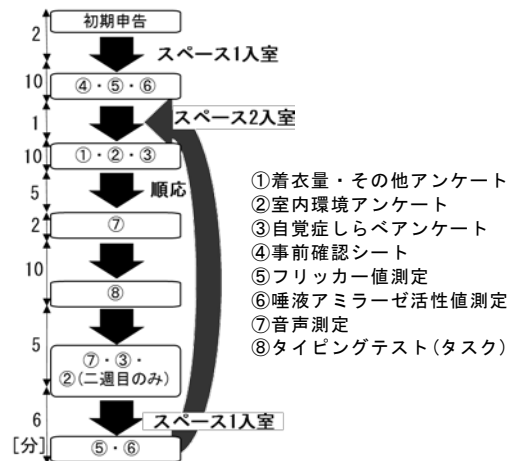 初期申告
2
スペース1入室
10
④・⑤・⑥
1
スペース2入室
10
①・②・③
5
順応
2
⑦
10
⑧
5
⑦・③・
②(二週目のみ)
6
スペース1入室
[分]
⑤・⑥
①着衣量・その他アンケート
②室内環境アンケート
③自覚症しらべアンケート
④事前確認シート
⑤フリッカー値測定
⑥唾液アミラーゼ活性値測定
⑦音声測定
⑧タイピングテスト(タスク)